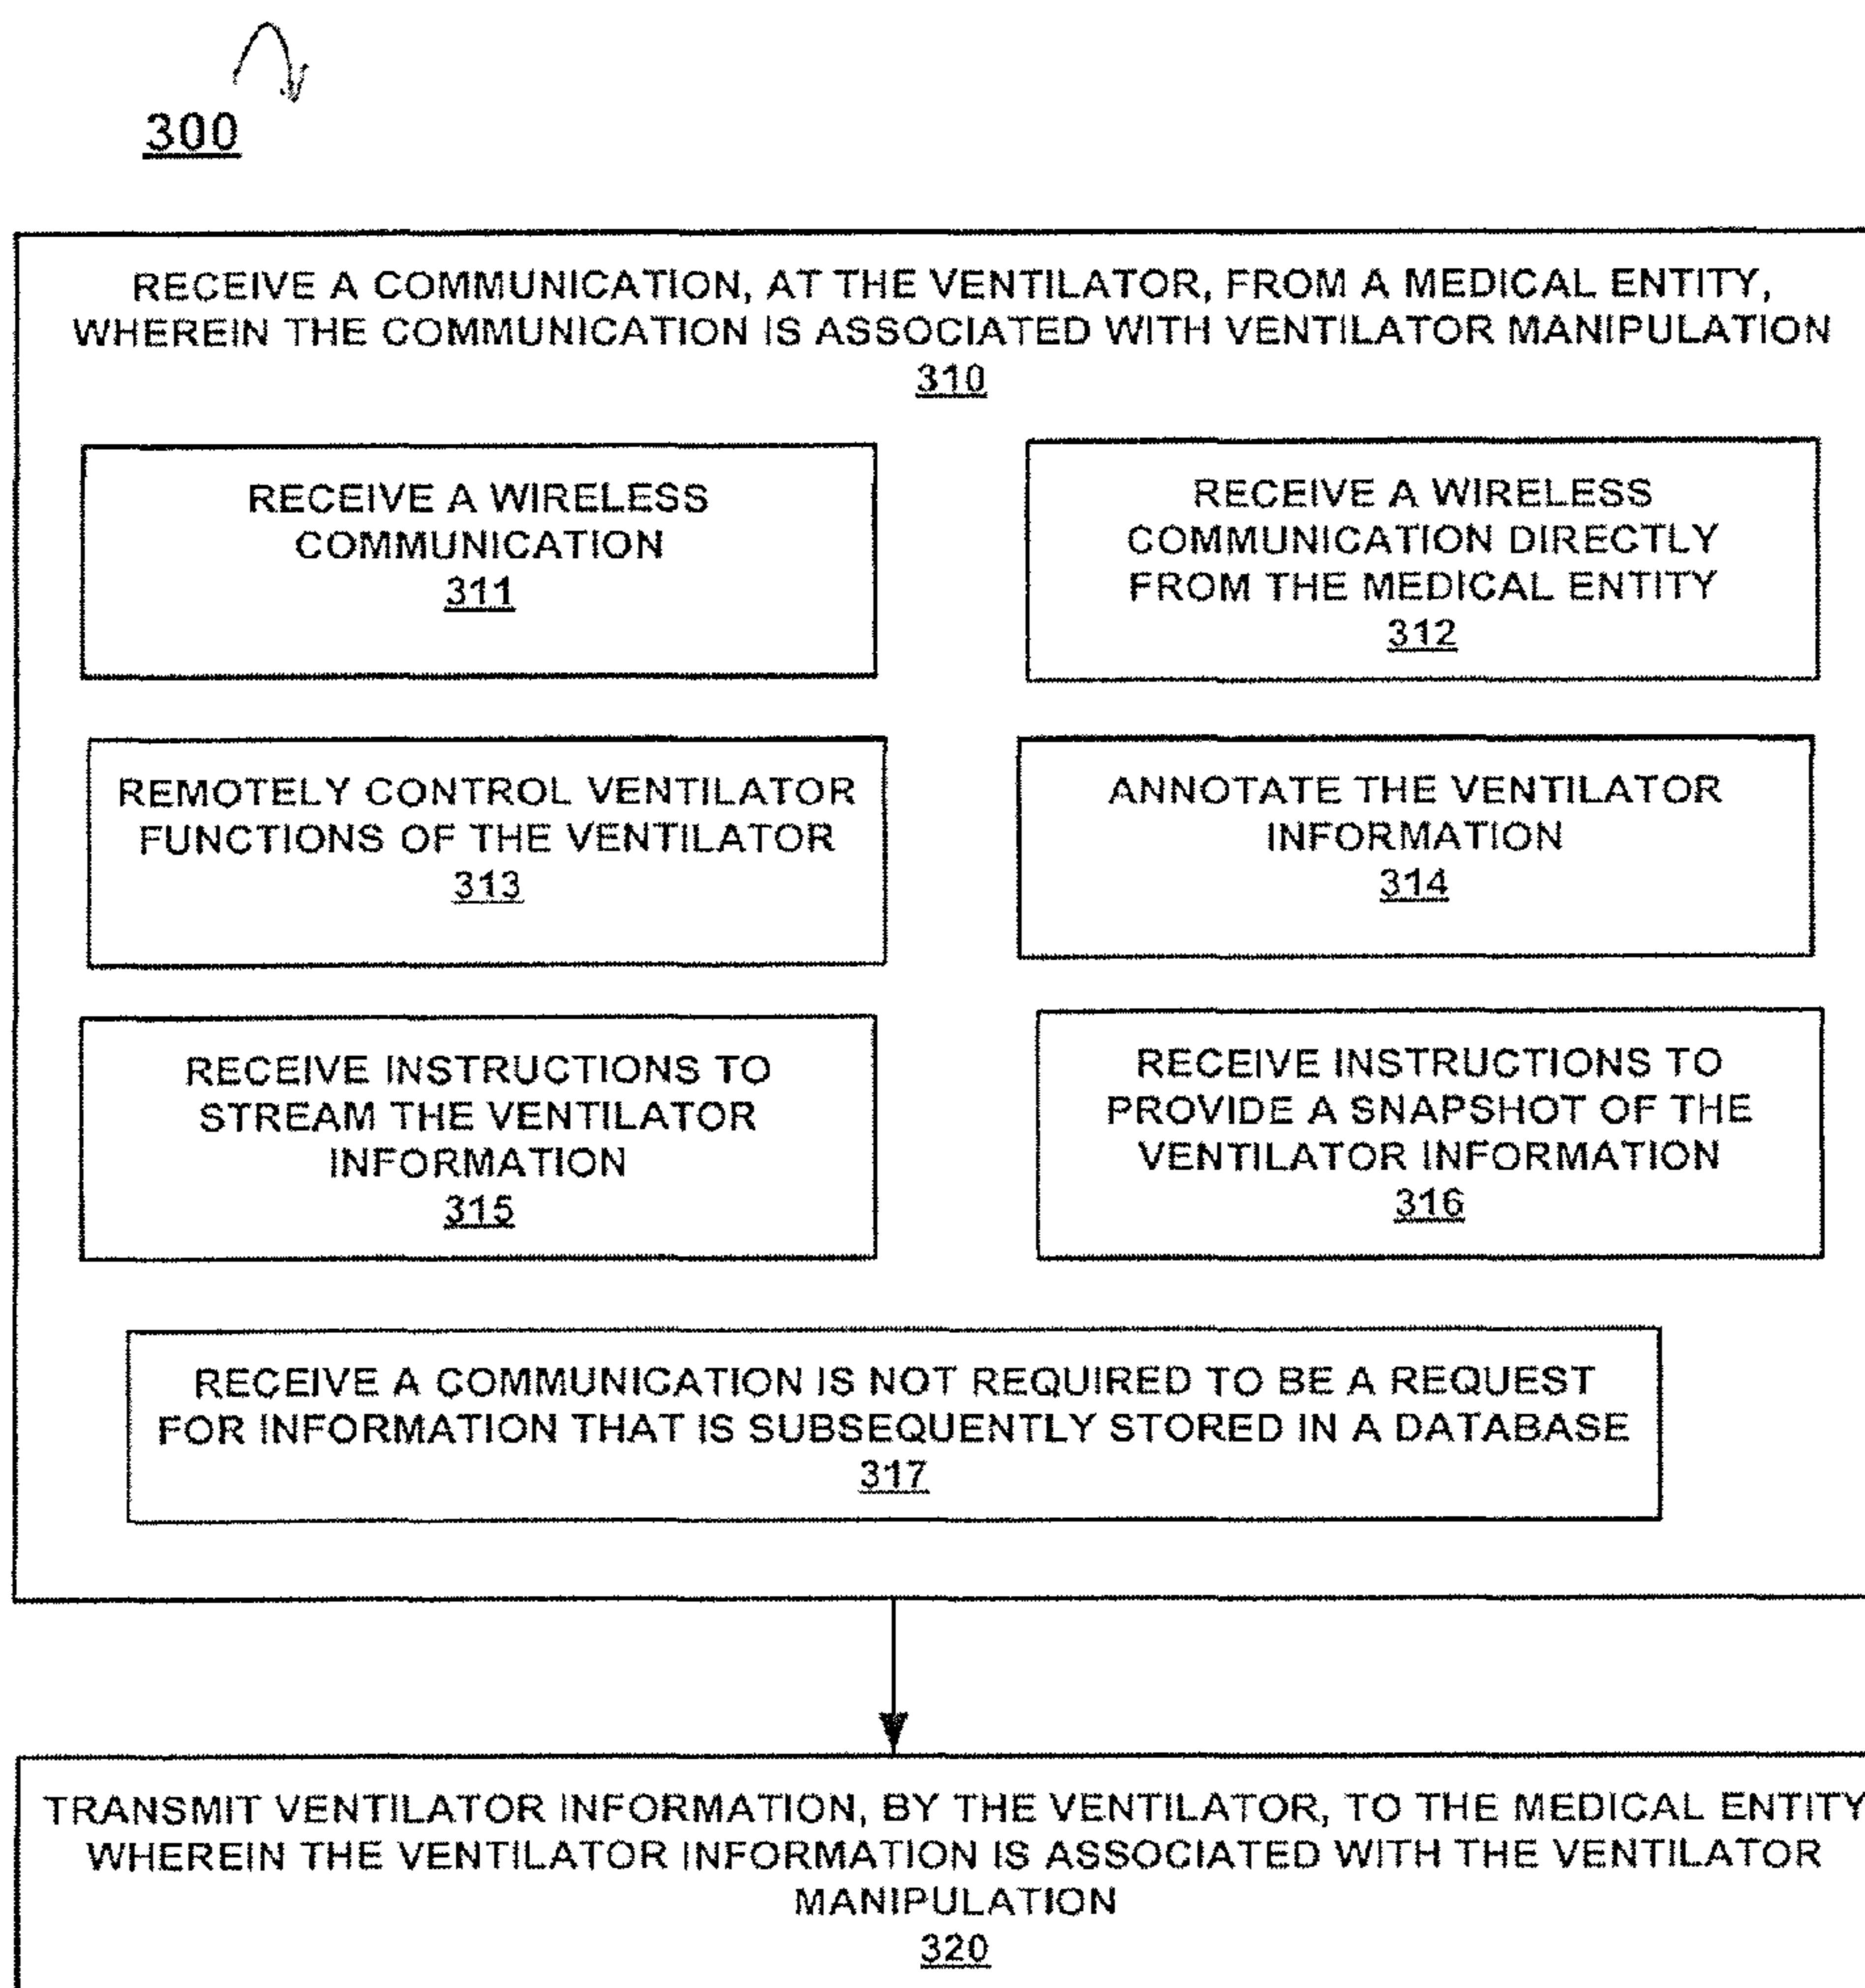 300
RECEIVE A COMMUNICATION, AT THE VENTILATOR, FROM A MEDICAL ENTITY,
WHEREIN THE COMMUNICATION IS ASSOCIATED WITH VENTILATOR MANIPULATION
310
RECEIVE A WIRELESS
COMMUNICATION
311
RECEIVE A WIRELESS
COMMUNICATION DIRECTLY
FROM THE MEDICAL ENTITY
312
REMOTELY CONTROL VENTILATOR
FUNCTIONS OF THE VENTILATOR
313
ANNOTATE THE VENTILATOR
INFORMATION
314
RECEIVE INSTRUCTIONS TO
STREAM THE VENTILATOR
INFORMATION
315
RECEIVE INSTRUCTIONS TO
PROVIDE A SNAPSHOT OF THE
VENTILATOR INFORMATION
316
RECEIVE A COMMUNICATION IS NOT REQUIRED TO BE A REQUEST
FOR INFORMATION THAT IS SUBSEQUENTLY STORED IN A DATABASE
317
TRANSMIT VENTILATOR INFORMATION, BY THE VENTILATOR, TO THE MEDICAL ENTITY
WHEREIN THE VENTILATOR INFORMATION IS ASSOCIATED WITH THE VENTILATOR
MANIPULATION
320